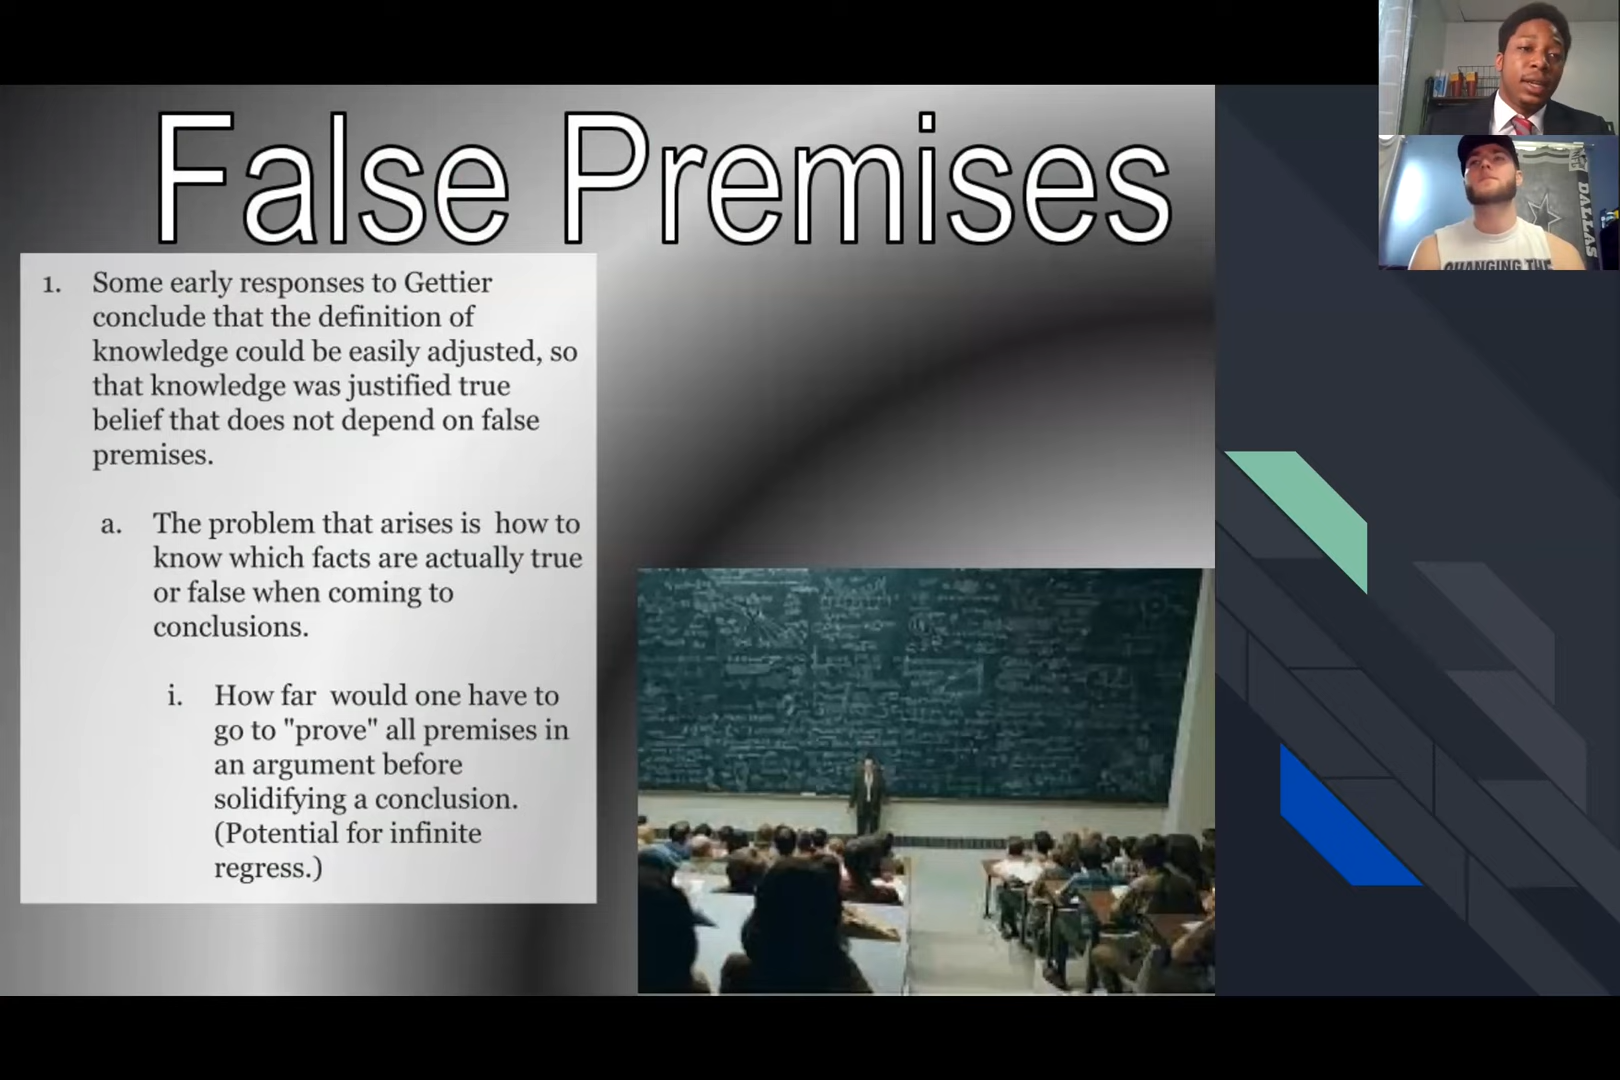 False Premises
1. Some early responses to Gettier
conclude that the definition of
knowledge could be easily adjusted, so
that knowledge was justified true
belief that does not depend on false
premises.
a. The problem that arises is how to
know which facts are actually true
or false when coming to
conclusions.
i. How far would one have to
go to "prove" all premises in
an argument before
solidifying a conclusion.
(Potential for infinite
regress.)
DALLAS
CHANGING THE